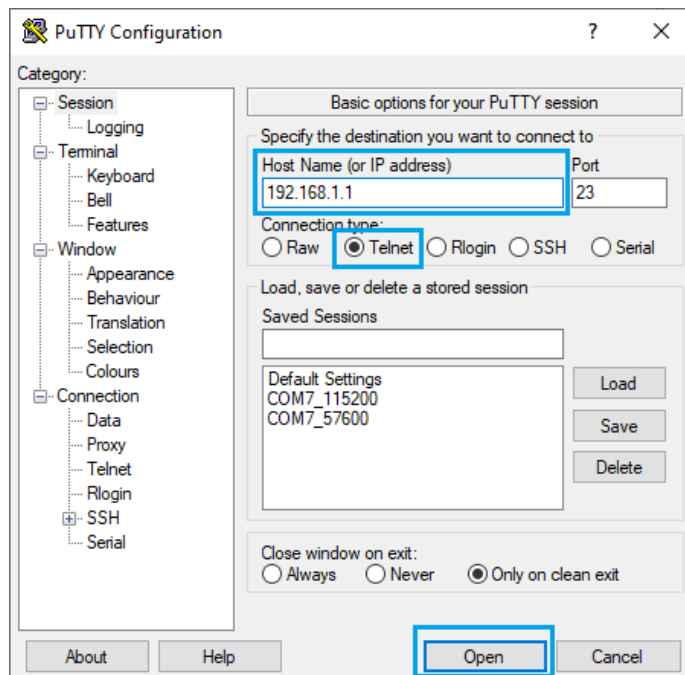 PuTTY Configuration ? ×
Category:
Session
Logging
Terminal
Keyboard
Bell
Features
Window
Appearance
Behaviour
Translation
Selection
Colours
Connection
Data
Proxy
Telnet
Rlogin
SSH
Serial
Basic options for your PuTTY session
Specify the destination you want to connect to
Host Name (or IP address) Port
192.168.1.1 23
Connection type:
Raw Telnet Rlogin SSH Serial
Load, save or delete a stored session
Saved Sessions
Default Settings
COM7_115200
COM7_57600
Load
Save
Delete
Close window on exit:
Always Never Only on clean exit
About Help Open Cancel